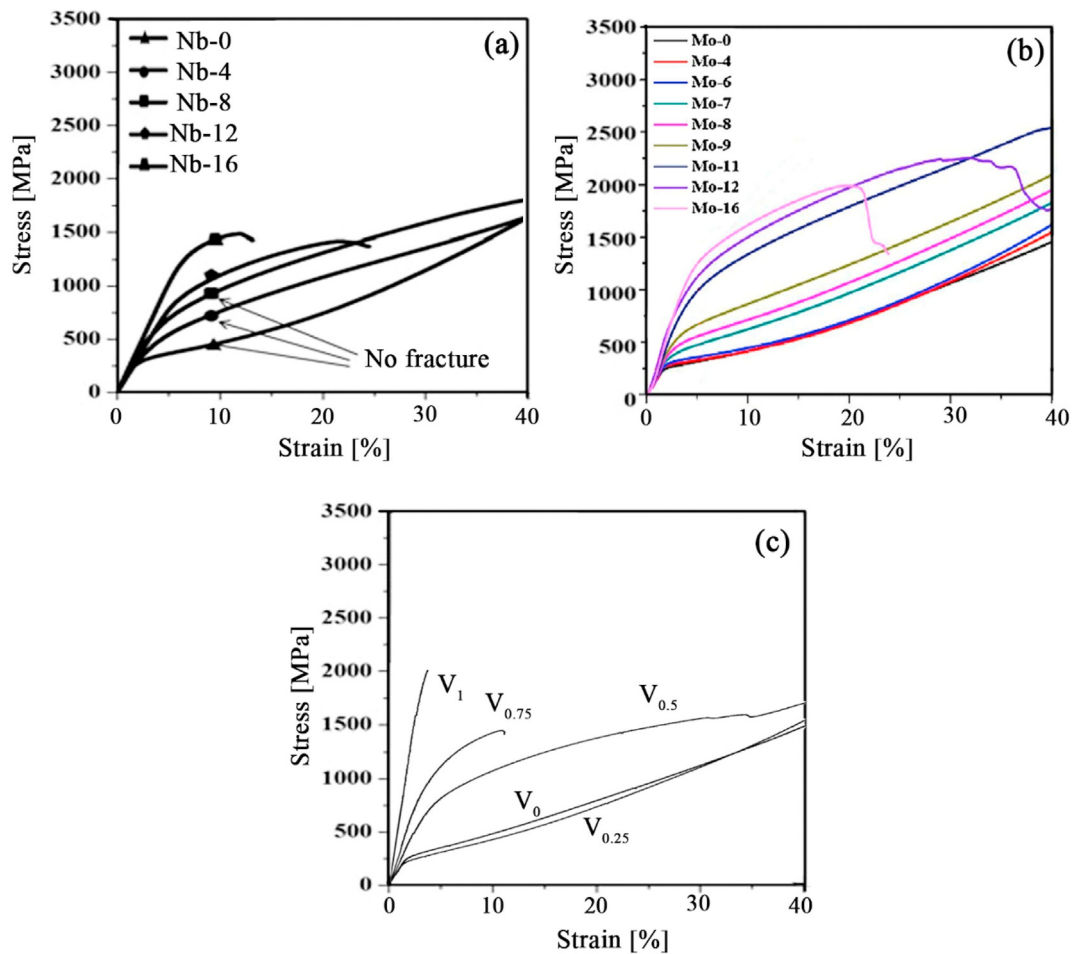 (a)
Stress [MPa]
3500
3000
2500
2000
1500
1000
500
0
Nb-0
Nb-4
Nb-8
Nb-12
Nb-16
No fracture
0 10 20 30 40
Strain [%]
(b)
Stress [MPa]
3500
3000
2500
2000
1500
1000
500
0
Mo-0
Mo-4
Mo-6
Mo-7
Mo-8
Mo-9
Mo-11
Mo-12
Mo-16
0 10 20 30 40
Strain [%]
(c)
Stress [MPa]
3500
3000
2500
2000
1500
1000
500
0
V1
V0.75
V0.5
V0
V0.25
0 10 20 30 40
Strain [%]